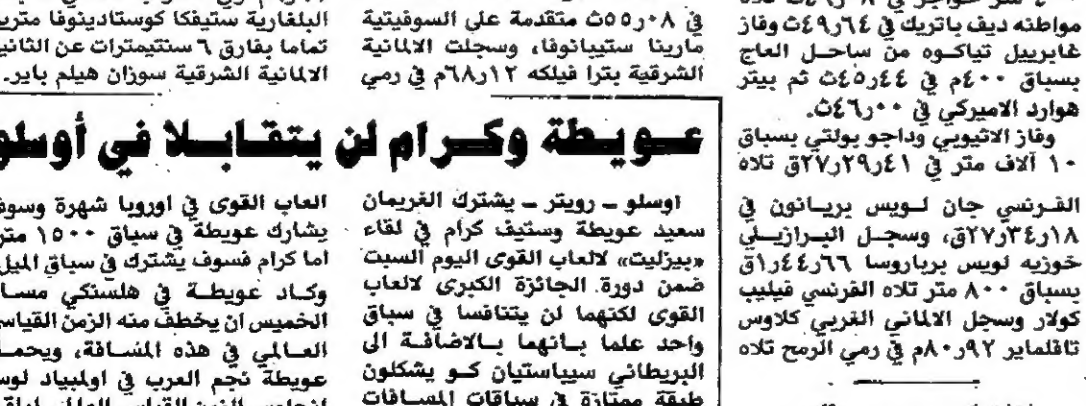 مواطنه ديف باتريك في ٦٤ر٤٩ث وفاز
غابرييل تياكوه من ساحل العاج
بسباق ٤٠٠م في ٤٤ر٤٥ث ثم بيتر
هوارد الاميركي في ٠٠ر٤٦ث.
وفاز الاثيوبي وداجو بولتي بسباق
١٠ آلاف متر في ٤١ر٢٩ر٢٧ق تلاه
الفرنسي جان لويس بريانون في
١٨ر٣٤ر٢٧ق، وسجل البرازيلي
خوزيه لويس برباروسا ٦٦ر٤٤ر١ق
بسباق ٨٠٠ متر تلاه الفرنسي فيليب
كولار وسجل الالماني الغربي كلاوس
تافلماير ٩٢ر٨٠م في رمي الرمح تلاه
في ٠٨ر٥٥ث متقدمة على السوفيتية
مارينا ستيبانوفا، وسجلت الالمانية
الشرقية بترا فيلكه ١٢ر٦٨م في رمي
البلغارية ستيفكا كوستادينوفا مترين
تماما بفارق ٦ سنتيمترات عن الثانية
الالمانية الشرقية سوزان هيلم باير.
عويطة وكرام لن يتقابلا في أوسلو
اوسلو - رويتر - يشترك الغريمان
سعيد عويطة وستيف كرام في لقاء
«بيزليت» لالعاب القوى اليوم السبت
ضمن دورة الجائزة الكبرى لالعاب
القوى لكنهما لن يتنافسا في سباق
واحد علما بانهما بالاضافة الى
البريطاني سيباستيان كو يشكلون
طبقة ممتازة في سباقات المسافات
العاب القوى في اوروبا شهرة وسوف
يشارك عويطة في سباق ١٥٠٠ متر
اما كرام فسوف يشترك في سباق الميل.
وكاد عويطة في هلسنكي مساء
الخميس ان يخطف منه الزمن القياسي
العالمي في هذه المسافة، ويحمل
عويطة نجم العرب في اولمبياد لوس